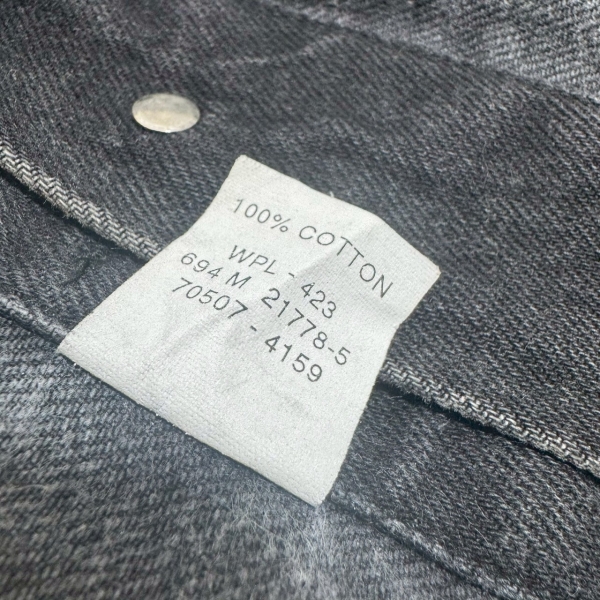 100% COTTON
WPL - 423
694 M 21778-5
70507 - 4159